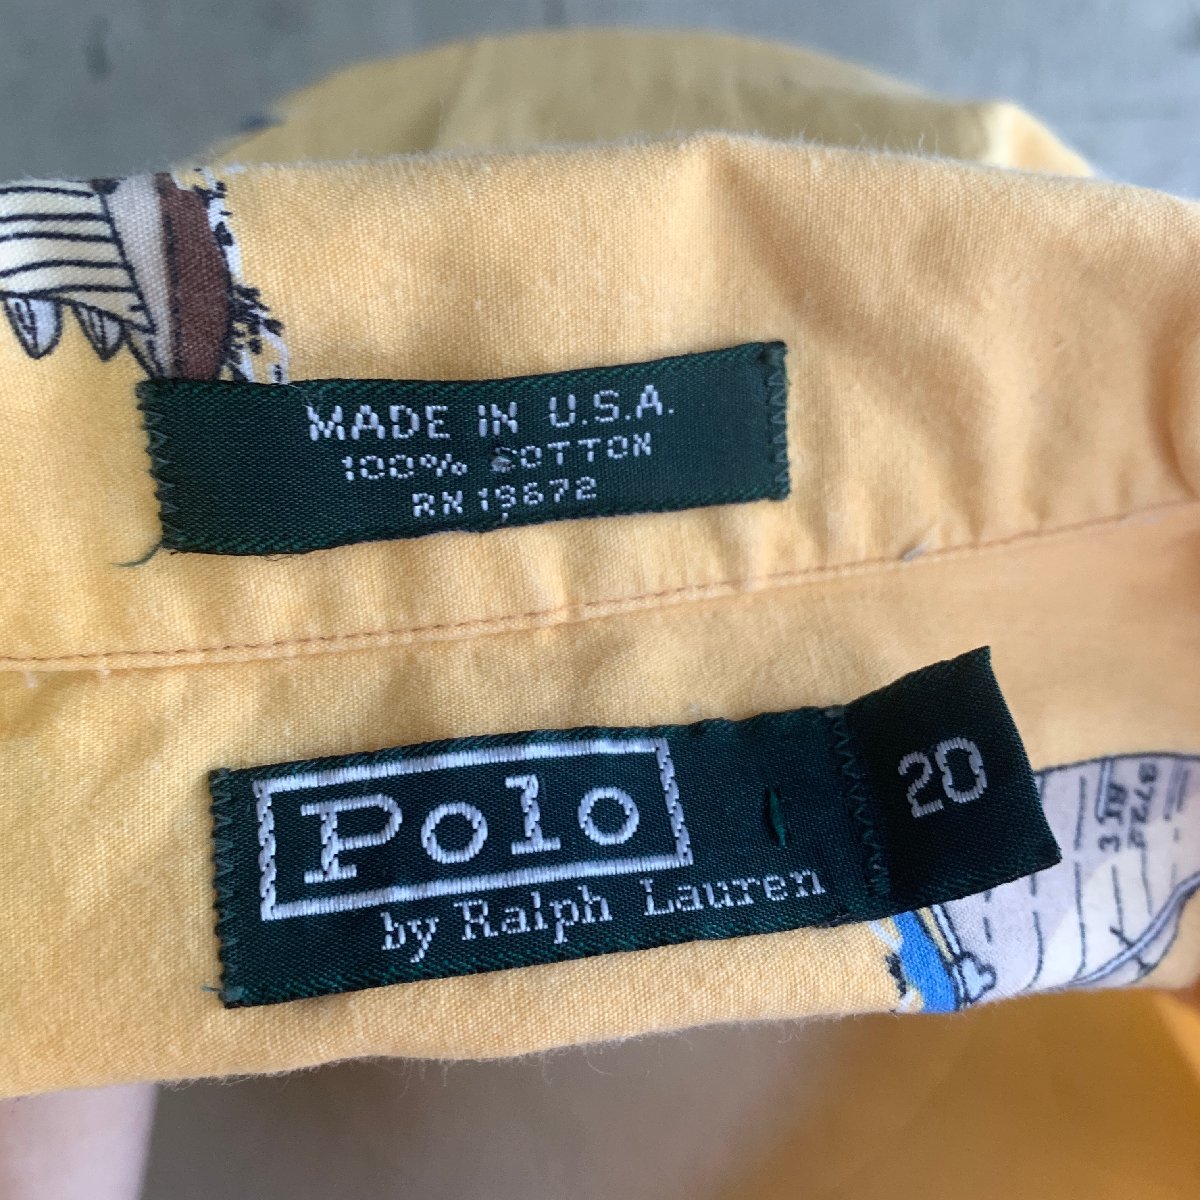 MADE IN U.S.A.
100% COTTON
RN 19672
Polo
by Ralph Lauren
20